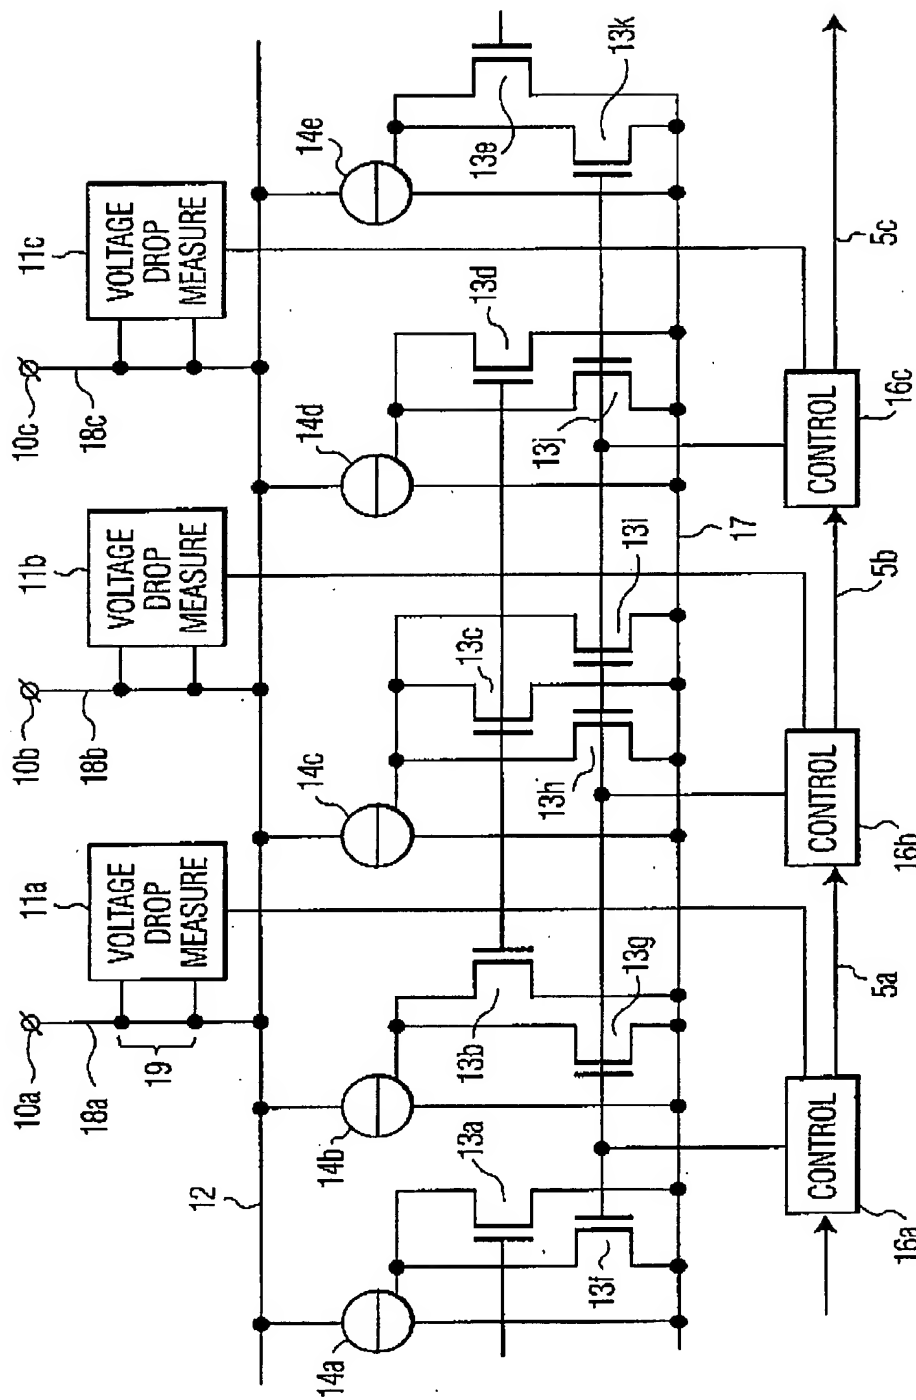 10a
18a
19
11a
VOLTAGE
DROP
MEASURE
10b
18b
11b
VOLTAGE
DROP
MEASURE
10c
18c
11c
VOLTAGE
DROP
MEASURE
12
14a
14b
14c
14d
14e
13a
13b
13c
13d
13e
13f
13g
13h
13i
13j
13k
17
CONTROL
16a
5a
CONTROL
16b
5b
CONTROL
16c
5c